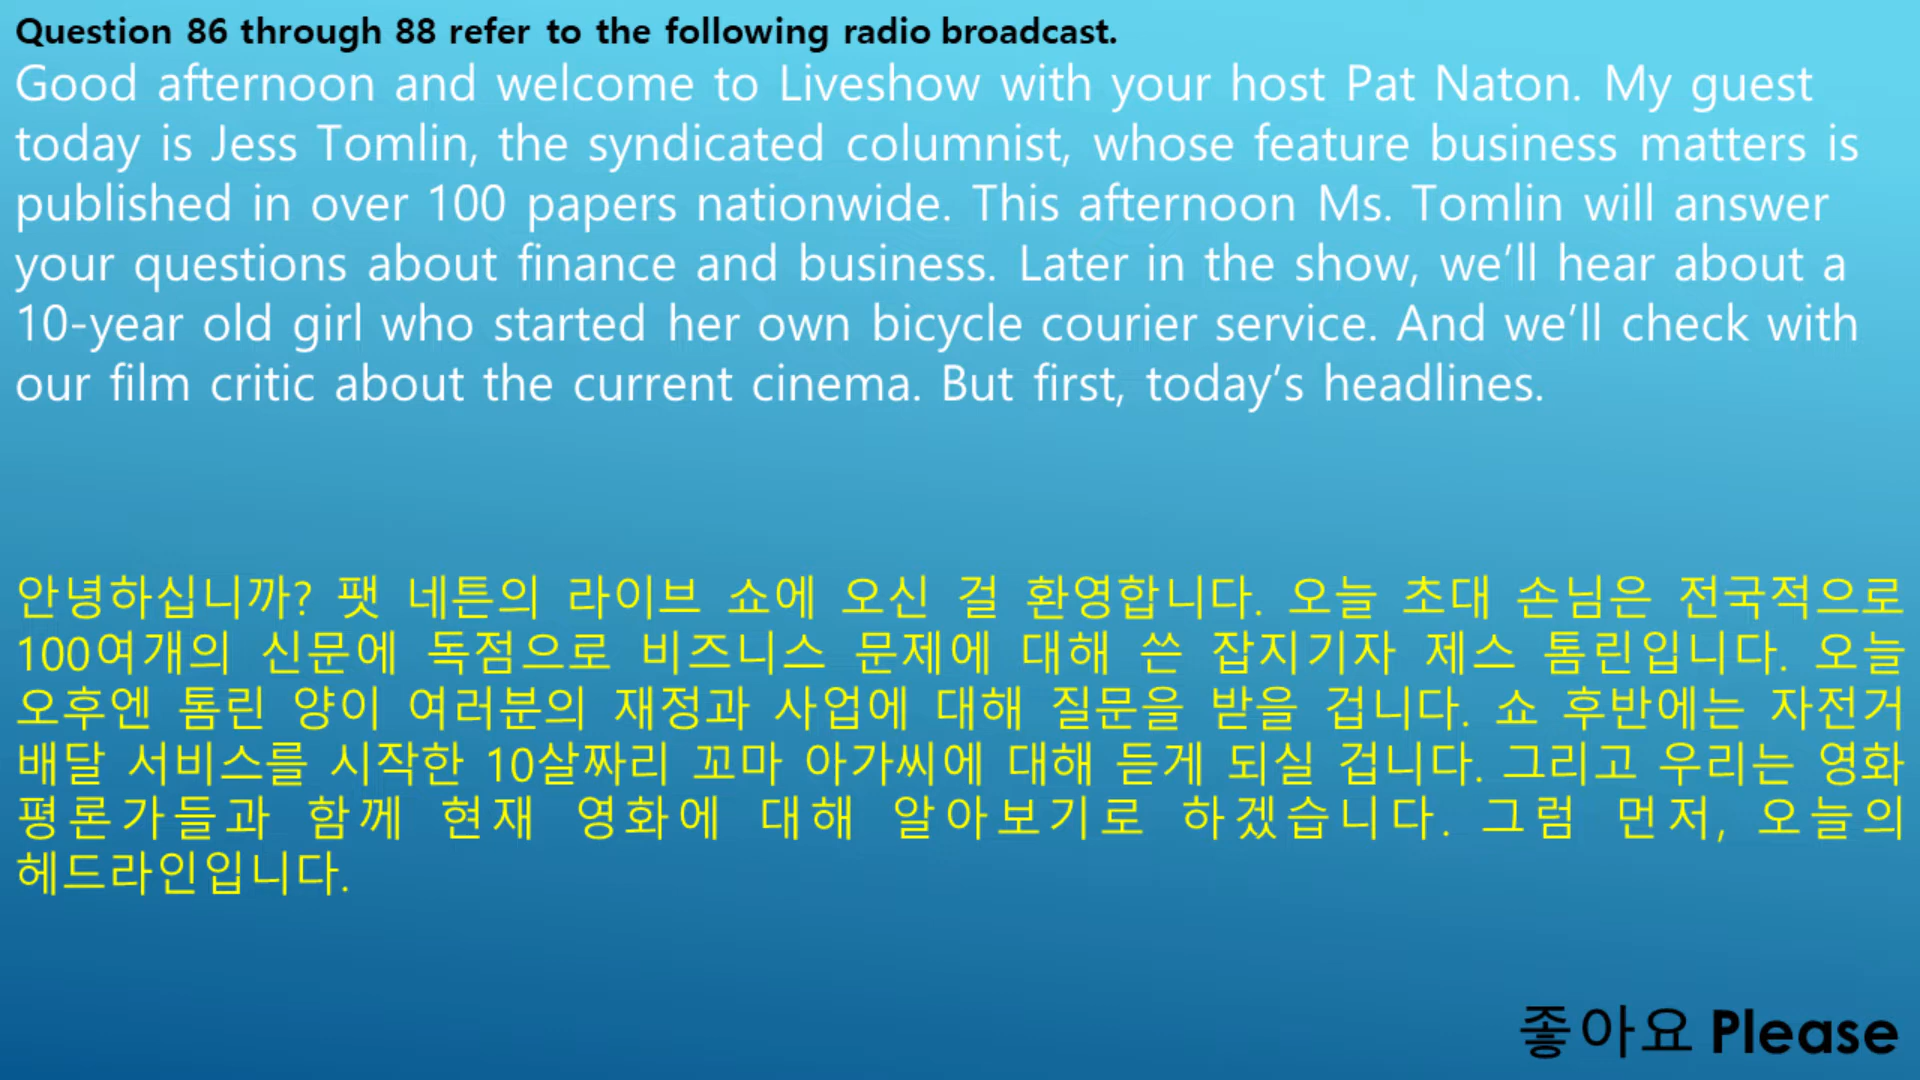 Question 86 through 88 refer to the following radio broadcast.
Good afternoon and welcome to Liveshow with your host Pat Naton. My guest
today is Jess Tomlin, the syndicated columnist, whose feature business matters is
published in over 100 papers nationwide. This afternoon Ms. Tomlin will answer
your questions about finance and business. Later in the show, we’ll hear about a
10-year old girl who started her own bicycle courier service. And we’ll check with
our film critic about the current cinema. But first, today’s headlines.
안녕하십니까? 팻 네튼의 라이브 쇼에 오신 걸 환영합니다. 오늘 초대 손님은 전국적으로
100여개의 신문에 독점으로 비즈니스 문제에 대해 쓴 잡지기자 제스 톰린입니다. 오늘
오후엔 톰린 양이 여러분의 재정과 사업에 대해 질문을 받을 겁니다. 쇼 후반에는 자전거
배달 서비스를 시작한 10살짜리 꼬마 아가씨에 대해 듣게 되실 겁니다. 그리고 우리는 영화
평론가들과 함께 현재 영화에 대해 알아보기로 하겠습니다. 그럼 먼저, 오늘의
헤드라인입니다.
좋아요 Please